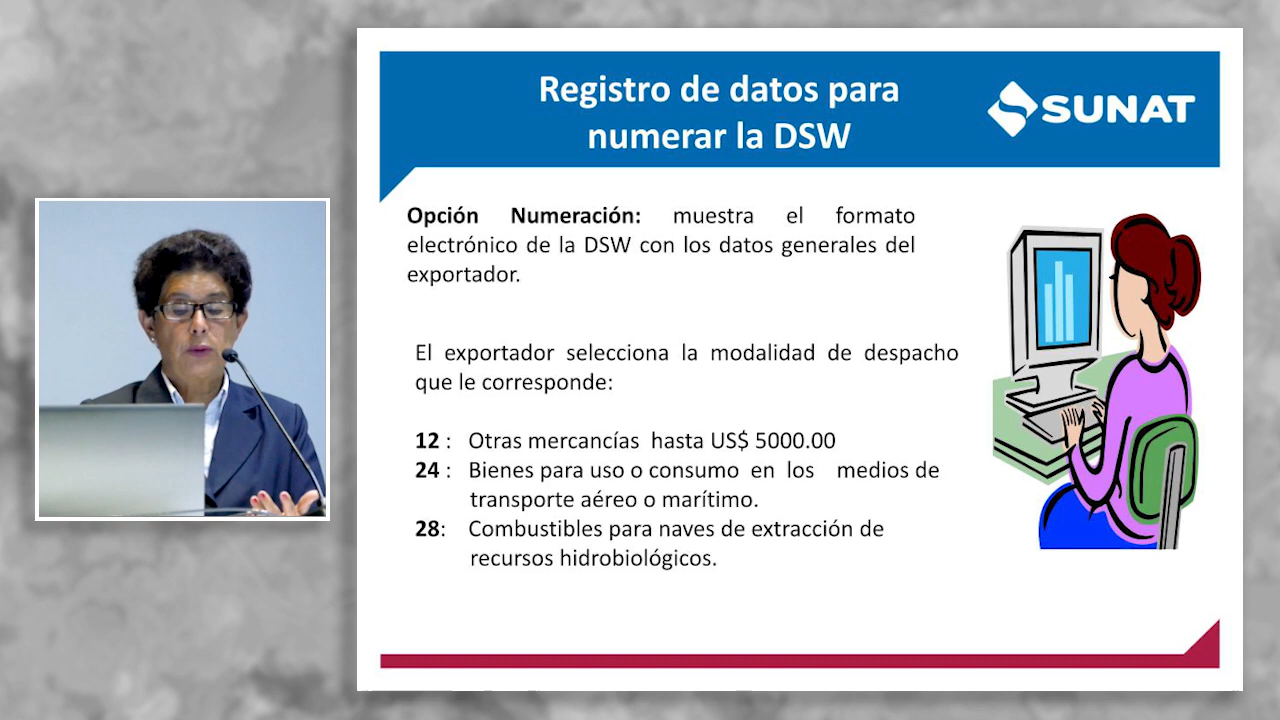 Registro de datos para
numerar la DSW
SUNAT
Opción Numeración: muestra el formato
electrónico de la DSW con los datos generales del
exportador.
El exportador selecciona la modalidad de despacho
que le corresponde:
12 : Otras mercancías hasta US$ 5000.00
24 : Bienes para uso o consumo en los medios de
transporte aéreo o marítimo.
28: Combustibles para naves de extracción de
recursos hidrobiológicos.